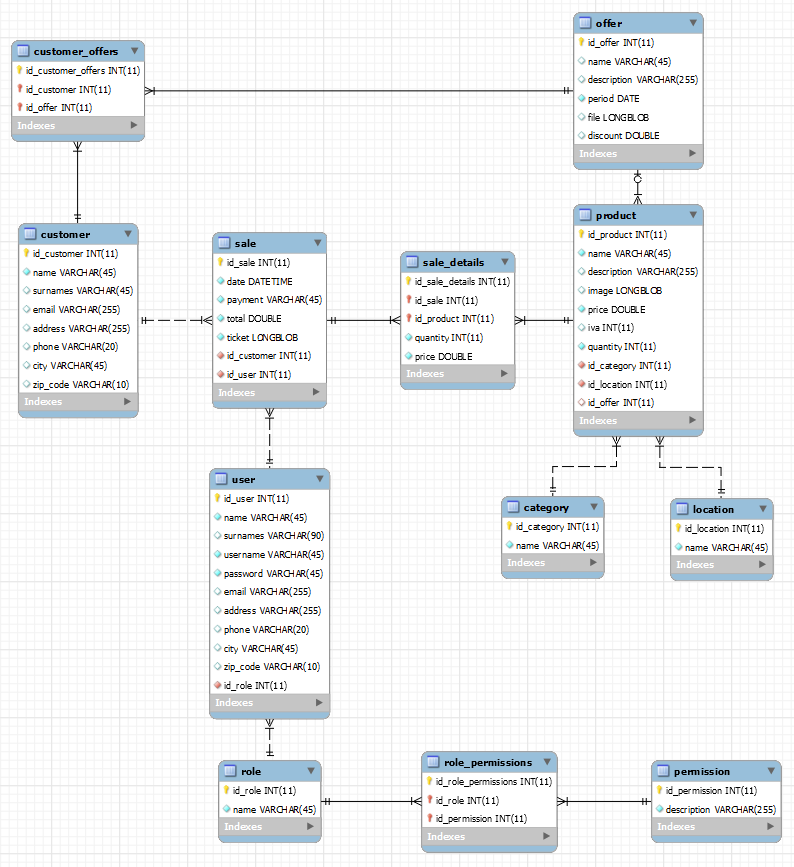 customer_offers
id_customer_offers INT(11)
id_customer INT(11)
id_offer INT(11)
Indexes
offer
id_offer INT(11)
name VARCHAR(45)
description VARCHAR(255)
period DATE
file LONGBLOB
discount DOUBLE
Indexes
customer
id_customer INT(11)
name VARCHAR(45)
surnames VARCHAR(45)
email VARCHAR(255)
address VARCHAR(255)
phone VARCHAR(20)
city VARCHAR(45)
zip_code VARCHAR(10)
Indexes
sale
id_sale INT(11)
date DATETIME
payment VARCHAR(45)
total DOUBLE
ticket LONGBLOB
id_customer INT(11)
id_user INT(11)
Indexes
sale_details
id_sale_details INT(11)
id_sale INT(11)
id_product INT(11)
quantity INT(11)
price DOUBLE
Indexes
product
id_product INT(11)
name VARCHAR(45)
description VARCHAR(255)
image LONGBLOB
price DOUBLE
iva INT(11)
quantity INT(11)
id_category INT(11)
id_location INT(11)
id_offer INT(11)
Indexes
user
id_user INT(11)
name VARCHAR(45)
surnames VARCHAR(90)
username VARCHAR(45)
password VARCHAR(45)
email VARCHAR(255)
address VARCHAR(255)
phone VARCHAR(20)
city VARCHAR(45)
zip_code VARCHAR(10)
id_role INT(11)
Indexes
category
id_category INT(11)
name VARCHAR(45)
Indexes
location
id_location INT(11)
name VARCHAR(45)
Indexes
role
id_role INT(11)
name VARCHAR(45)
Indexes
role_permissions
id_role_permissions INT(11)
id_role INT(11)
id_permission INT(11)
Indexes
permission
id_permission INT(11)
description VARCHAR(255)
Indexes